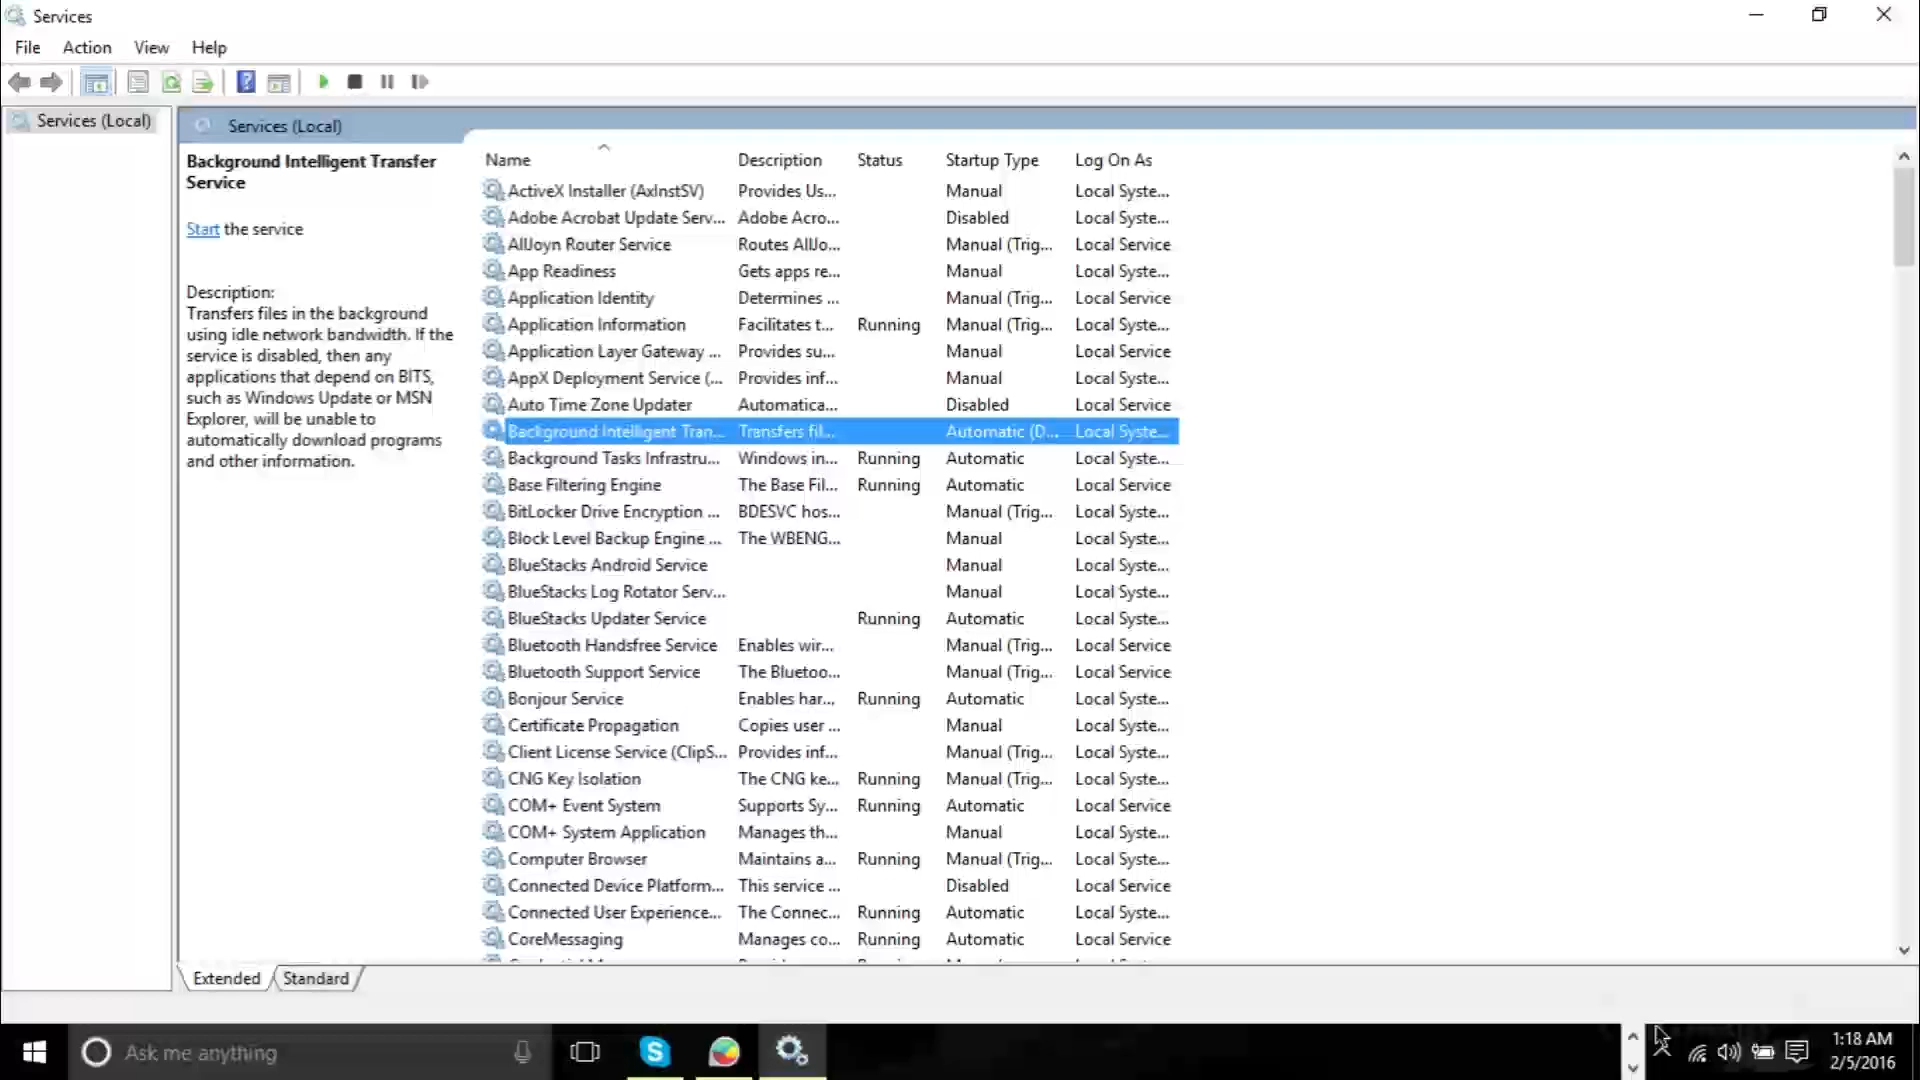 Services
File Action View Help
Services (Local)
Services (Local)
Background Intelligent Transfer
Service
Start the service
Description:
Transfers files in the background
using idle network bandwidth. If the
service is disabled, then any
applications that depend on BITS,
such as Windows Update or MSN
Explorer, will be unable to
automatically download programs
and other information.
Name Description Status Startup Type Log On As
ActiveX Installer (AxInstSV) Provides Us... Manual Local Syste...
Adobe Acrobat Update Serv... Adobe Acro... Disabled Local Syste...
AllJoyn Router Service Routes AllJo... Manual (Trig... Local Service
App Readiness Gets apps re... Manual Local Syste...
Application Identity Determines ... Manual (Trig... Local Service
Application Information Facilitates t... Running Manual (Trig... Local Syste...
Application Layer Gateway ... Provides su... Manual Local Service
AppX Deployment Service (... Provides inf... Manual Local Syste...
Auto Time Zone Updater Automatica... Disabled Local Service
Background Intelligent Tran... Transfers fil... Automatic (D... Local Syste...
Background Tasks Infrastru... Windows in... Running Automatic Local Syste...
Base Filtering Engine The Base Fil... Running Automatic Local Service
BitLocker Drive Encryption ... BDESVC hos... Manual (Trig... Local Syste...
Block Level Backup Engine ... The WBENG... Manual Local Syste...
BlueStacks Android Service Manual Local Syste...
BlueStacks Log Rotator Serv... Manual Local Syste...
BlueStacks Updater Service Running Automatic Local Syste...
Bluetooth Handsfree Service Enables wir... Manual (Trig... Local Service
Bluetooth Support Service The Bluetoo... Manual (Trig... Local Service
Bonjour Service Enables har... Running Automatic Local Syste...
Certificate Propagation Copies user ... Manual Local Syste...
Client License Service (ClipS... Provides inf... Manual (Trig... Local Syste...
CNG Key Isolation The CNG ke... Running Manual (Trig... Local Syste...
COM+ Event System Supports Sy... Running Automatic Local Service
COM+ System Application Manages th... Manual Local Syste...
Computer Browser Maintains a... Running Manual (Trig... Local Syste...
Connected Device Platform... This service ... Disabled Local Service
Connected User Experience... The Connec... Running Automatic Local Syste...
CoreMessaging Manages co... Running Automatic Local Service
Extended Standard
Ask me anything
1:18 AM
2/5/2016